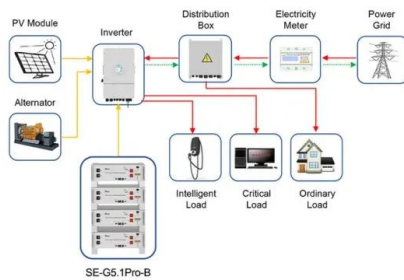 PV Module
Inverter
Distribution
Box
Electricity
Meter
Power
Grid
Alternator
Intelligent
Load
Critical
Load
Ordinary
Load
SE-G5.1Pro-B